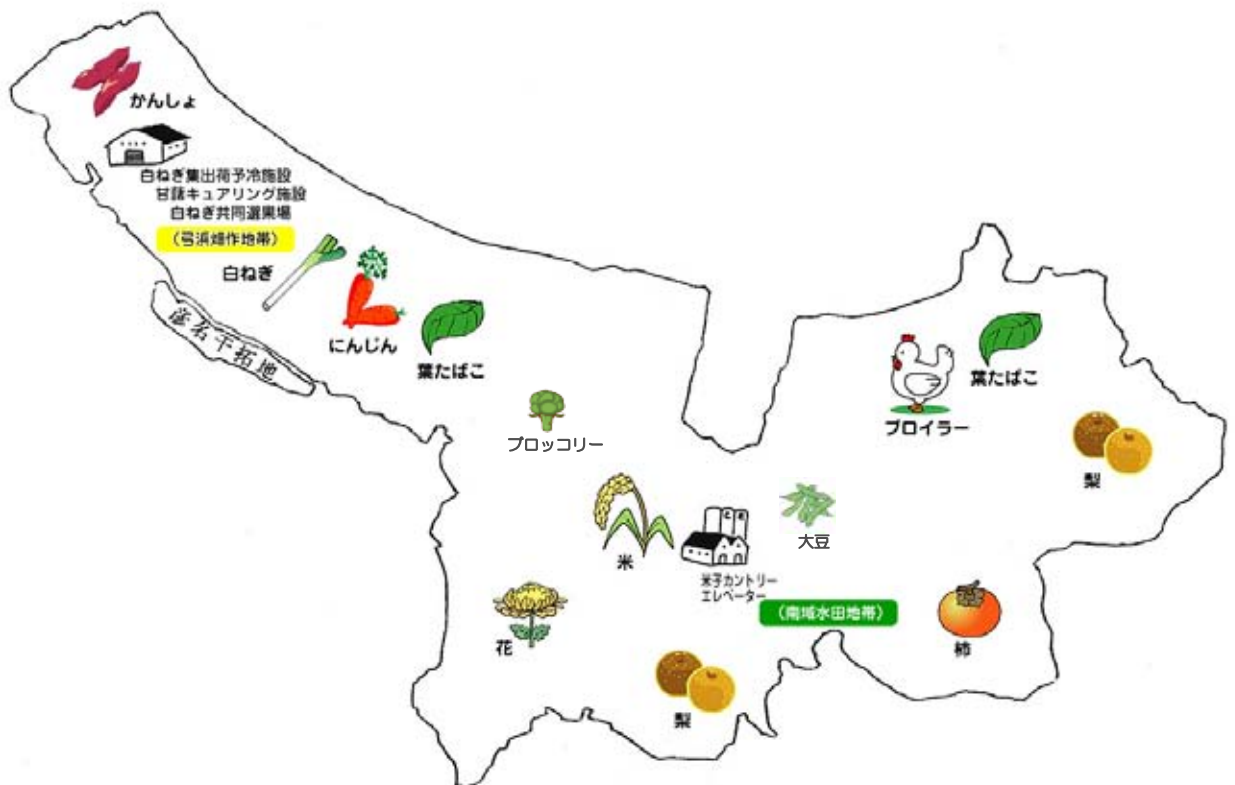 かんしょ
白ねぎ集出荷予冷施設
甘藷キュアリング施設
白ねぎ共同選果場
（弓浜畑作地帯）
白ねぎ
彦名干拓地
にんじん
葉たばこ
葉たばこ
ブロイラー
ブロッコリー
梨
米
大豆
米子カントリー
エレベーター
（南域水田地帯）
花
柿
梨